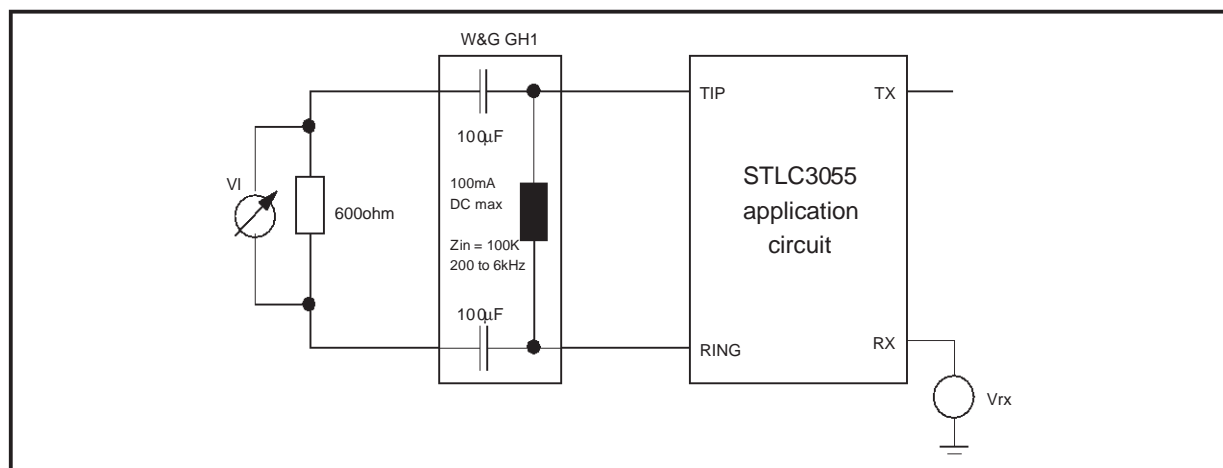 W&G GH1
TIP
TX
100μF
VI
600ohm
100mA
DC max
Zin = 100K
200 to 6kHz
STLC3055
application
circuit
100μF
RING
RX
Vrx